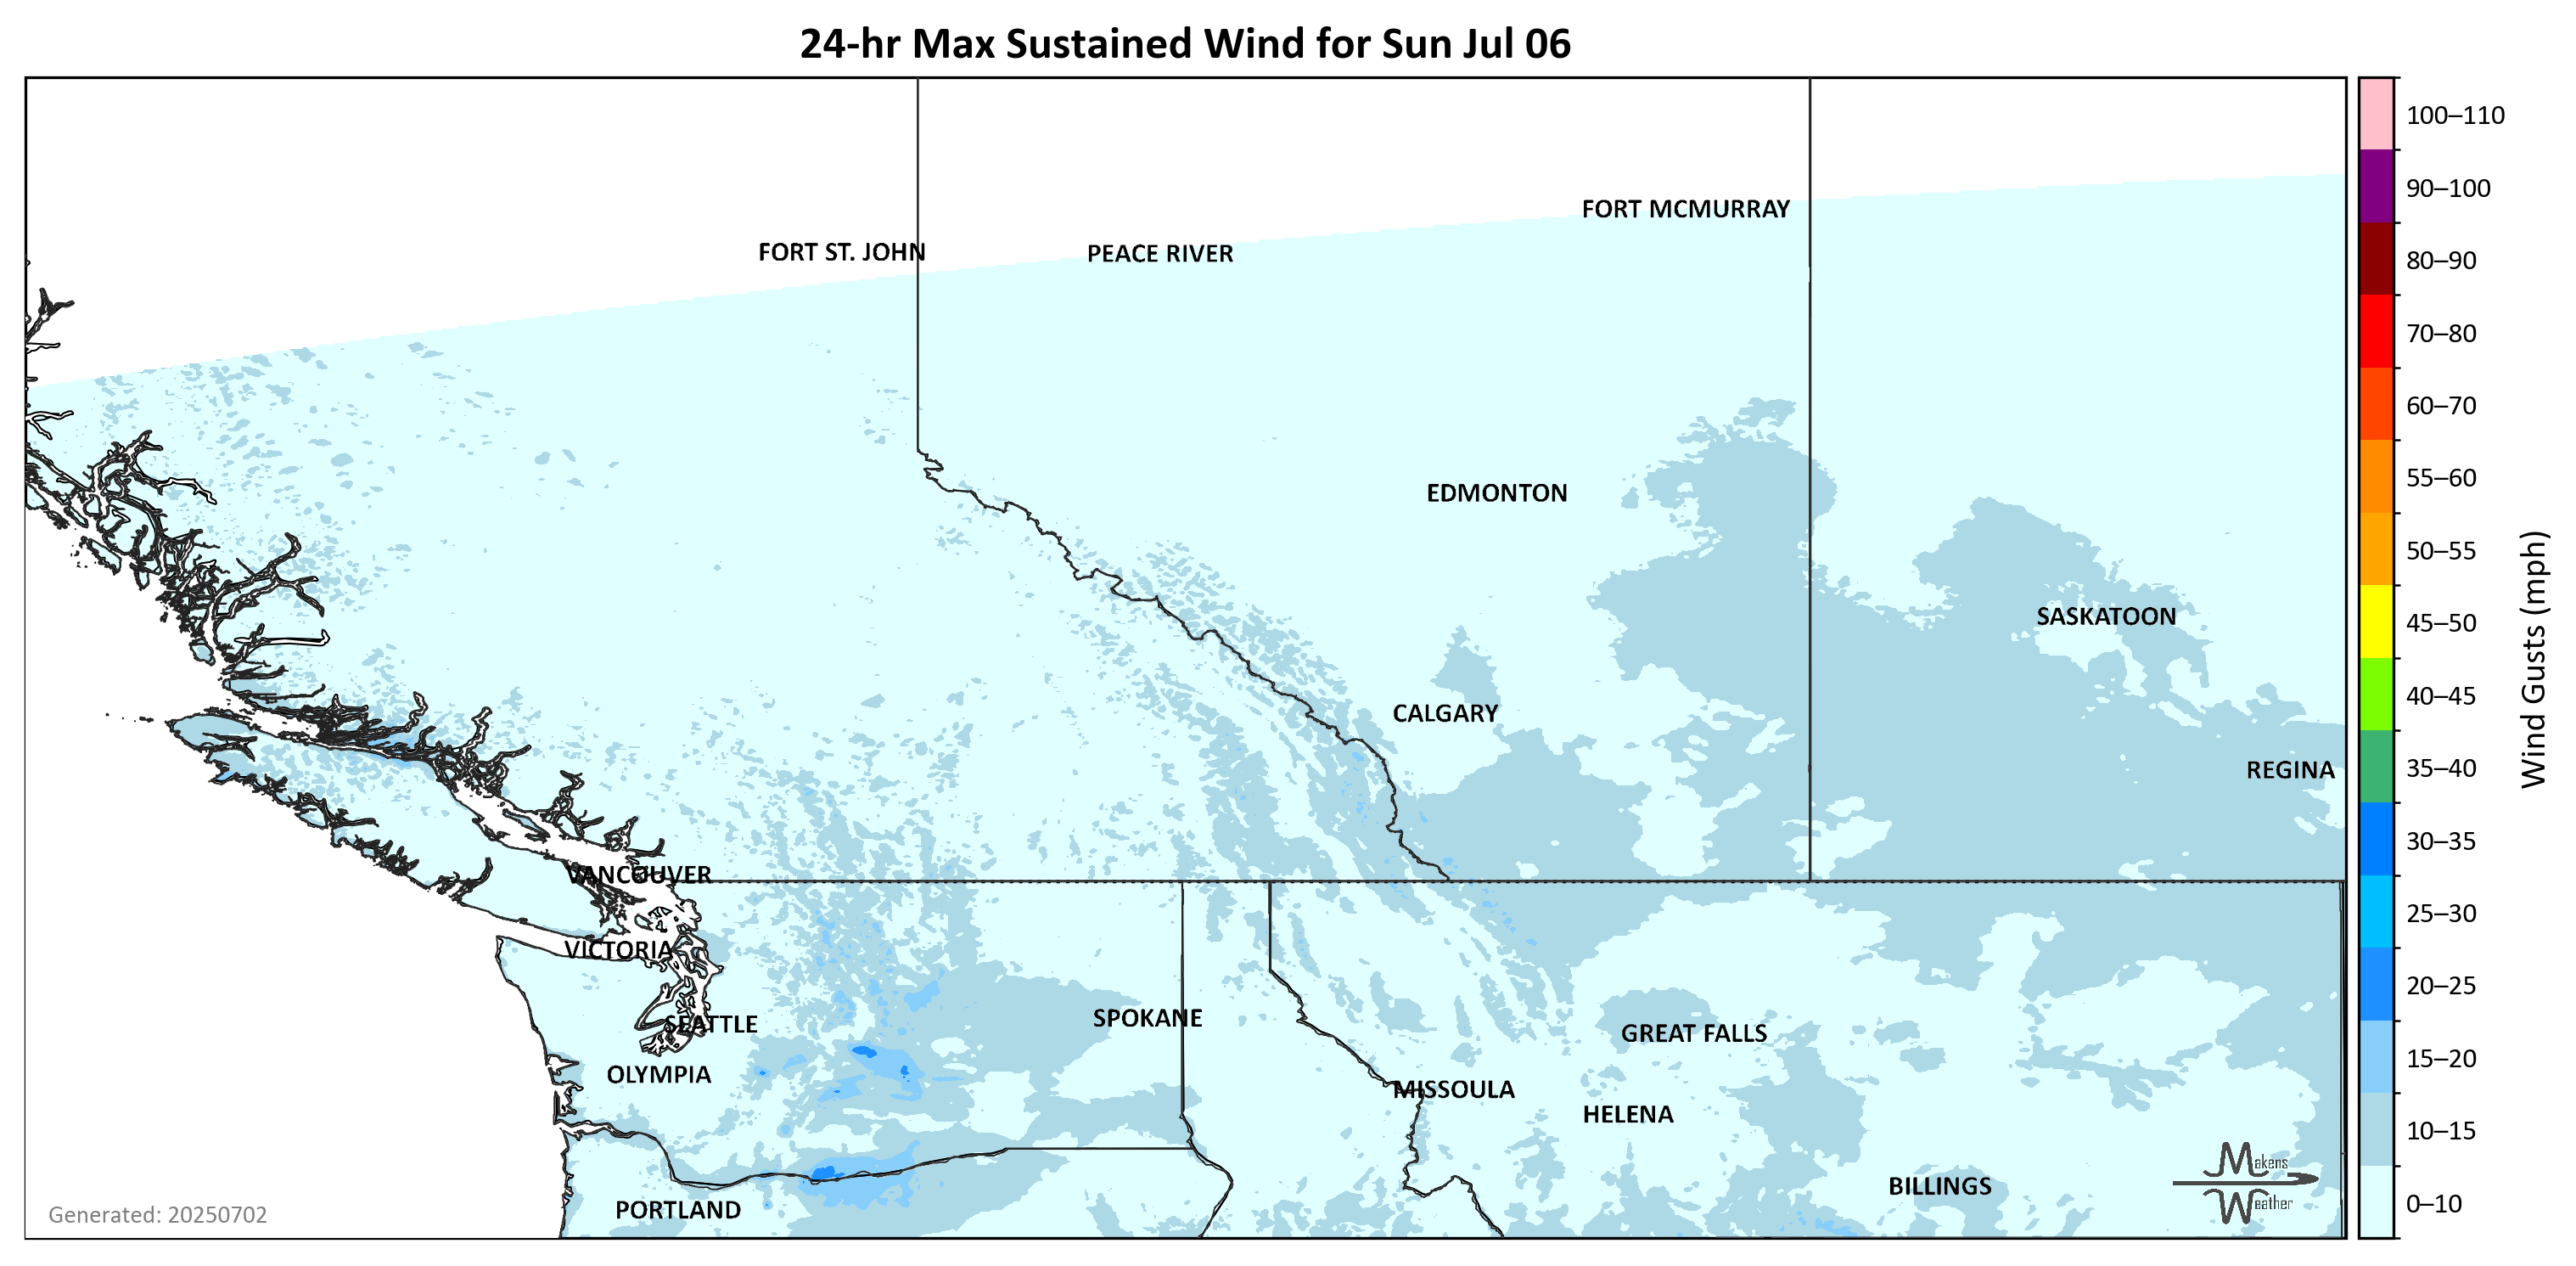 24-hr Max Sustained Wind for Sun Jul 06
100–110
90–100
80–90
70–80
60–70
55–60
50–55
45–50
40–45
35–40
30–35
25–30
20–25
15–20
10–15
0–10
Wind Gusts (mph)
FORT MCMURRAY
FORT ST. JOHN
PEACE RIVER
EDMONTON
SASKATOON
CALGARY
REGINA
VANCOUVER
VICTORIA
SEATTLE
SPOKANE
GREAT FALLS
OLYMPIA
MISSOULA
HELENA
BILLINGS
PORTLAND
Makens
Weather
Generated: 20250702